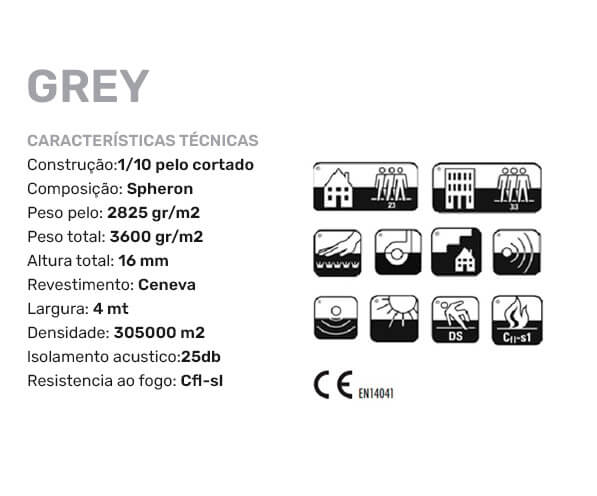 GREY
CARACTERÍSTICAS TÉCNICAS
Construção:1/10 pelo cortado
Composição: Spheron
Peso pelo: 2825 gr/m2
Peso total: 3600 gr/m2
Altura total: 16 mm
Revestimento: Ceneva
Largura: 4 mt
Densidade: 305000 m2
Isolamento acustico:25db
Resistencia ao fogo: Cfl-sl
23
33
DS
Cfl-s1
CE EN14041